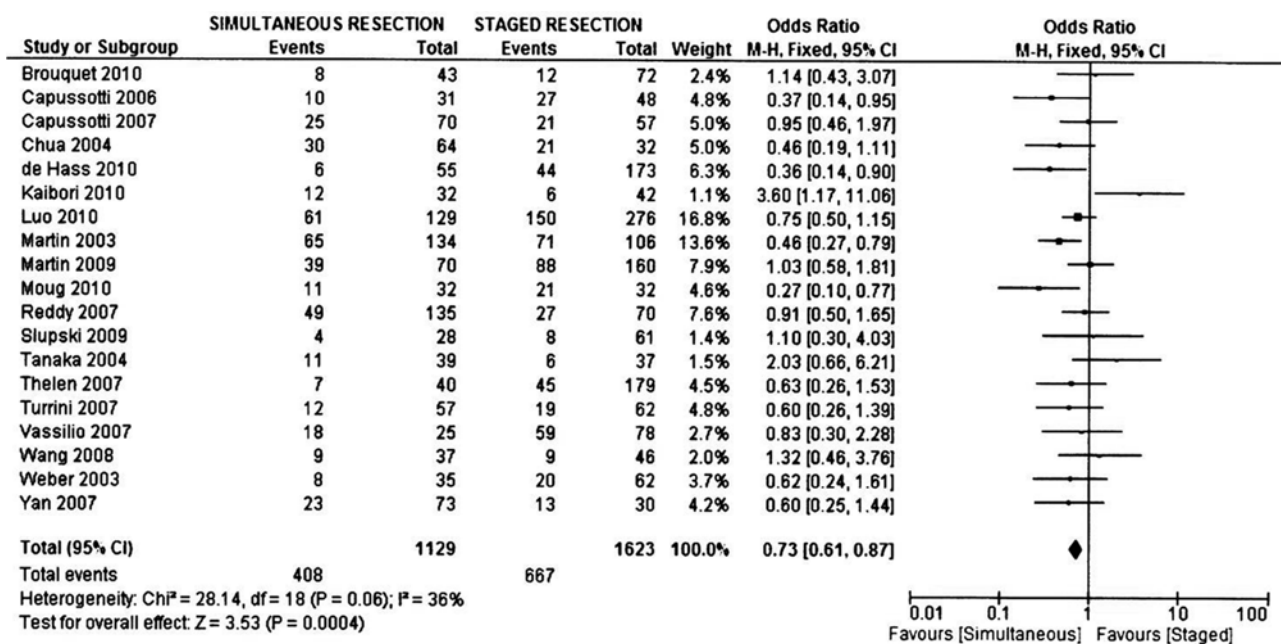 SIMULTANEOUS RESECTION STAGED RESECTION Odds Ratio Odds Ratio
Study or Subgroup Events Total Events Total Weight M-H, Fixed, 95% CI M-H, Fixed, 95% CI
Brouquet 2010 8 43 12 72 2.4% 1.14 [0.43, 3.07]
Capussotti 2006 10 31 27 48 4.8% 0.37 [0.14, 0.95]
Capussotti 2007 25 70 21 57 5.0% 0.95 [0.46, 1.97]
Chua 2004 30 64 21 32 5.0% 0.46 [0.19, 1.11]
de Hass 2010 6 55 44 173 6.3% 0.36 [0.14, 0.90]
Kaibori 2010 12 32 6 42 1.1% 3.60 [1.17, 11.06]
Luo 2010 61 129 150 276 16.8% 0.75 [0.50, 1.15]
Martin 2003 65 134 71 106 13.6% 0.46 [0.27, 0.79]
Martin 2009 39 70 88 160 7.9% 1.03 [0.58, 1.81]
Moug 2010 11 32 21 32 4.6% 0.27 [0.10, 0.77]
Reddy 2007 49 135 27 70 7.6% 0.91 [0.50, 1.65]
Slupski 2009 4 28 8 61 1.4% 1.10 [0.30, 4.03]
Tanaka 2004 11 39 6 37 1.5% 2.03 [0.66, 6.21]
Thelen 2007 7 40 45 179 4.5% 0.63 [0.26, 1.53]
Turrini 2007 12 57 19 62 4.8% 0.60 [0.26, 1.39]
Vassilio 2007 18 25 59 78 2.7% 0.83 [0.30, 2.28]
Wang 2008 9 37 9 46 2.0% 1.32 [0.46, 3.76]
Weber 2003 8 35 20 62 3.7% 0.62 [0.24, 1.61]
Yan 2007 23 73 13 30 4.2% 0.60 [0.25, 1.44]
Total (95% CI) 1129 1623 100.0% 0.73 [0.61, 0.87]
Total events 408 667
Heterogeneity: Chi² = 28.14, df = 18 (P = 0.06); I² = 36%
Test for overall effect: Z = 3.53 (P = 0.0004)
0.01 0.1 1 10 100
Favours [Simultaneous] Favours [Staged]